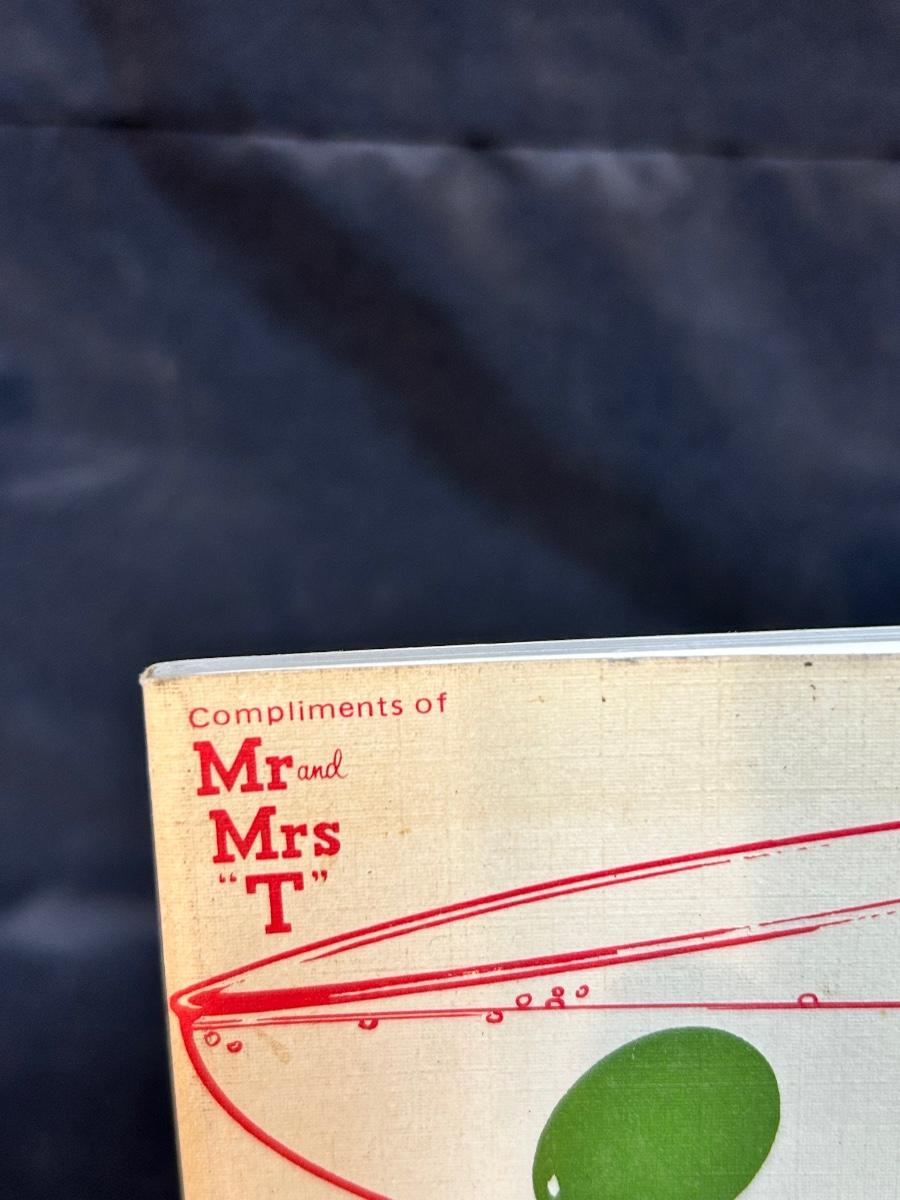 Compliments of
Mr and
Mrs
“T”